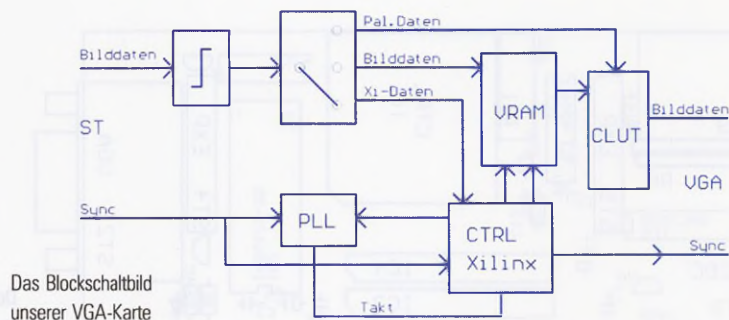 Pal.Daten
Bilddaten
Bilddaten
Xi-Daten
VRAM
CLUT
Bilddaten
ST
VGA
Sync
PLL
CTRL
Xilinx
Sync
Takt
Das Blockschaltbild
unserer VGA-Karte